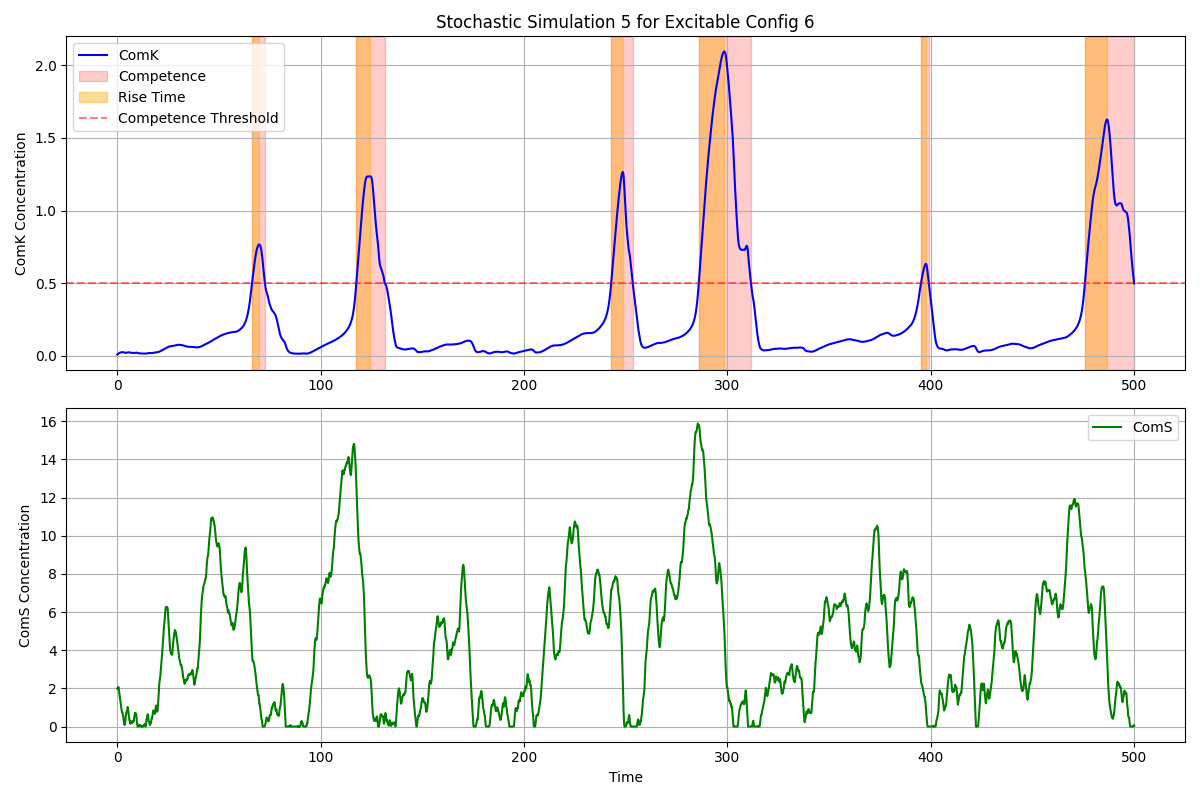 Stochastic Simulation 5 for Excitable Config 6
ComK Concentration
2.0
1.5
1.0
0.5
0.0
ComK
Competence
Rise Time
Competence Threshold
0 100 200 300 400 500
ComS Concentration
16
14
12
10
8
6
4
2
0
ComS
0 100 200 300 400 500
Time